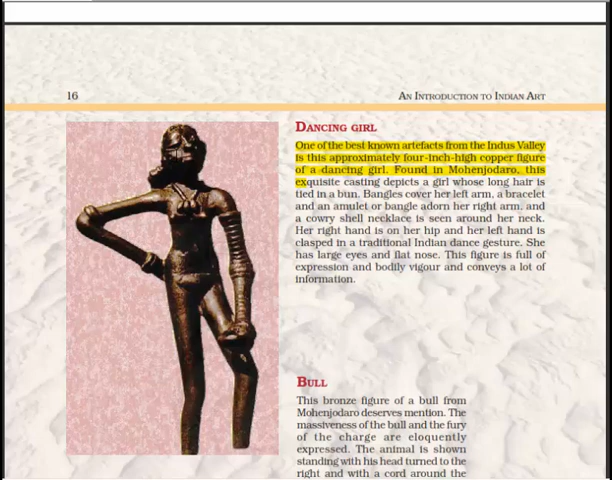 16
AN INTRODUCTION TO INDIAN ART
DANCING GIRL
One of the best known artefacts from the Indus Valley
is this approximately four-inch-high copper figure
of a dancing girl. Found in Mohenjodaro, this
exquisite casting depicts a girl whose long hair is
tied in a bun. Bangles cover her left arm, a bracelet
and an amulet or bangle adorn her right arm, and
a cowry shell necklace is seen around her neck.
Her right hand is on her hip and her left hand is
clasped in a traditional Indian dance gesture. She
has large eyes and flat nose. This figure is full of
expression and bodily vigour and conveys a lot of
information.
BULL
This bronze figure of a bull from
Mohenjodaro deserves mention. The
massiveness of the bull and the fury
of the charge are eloquently
expressed. The animal is shown
standing with his head turned to the
right and with a cord around the